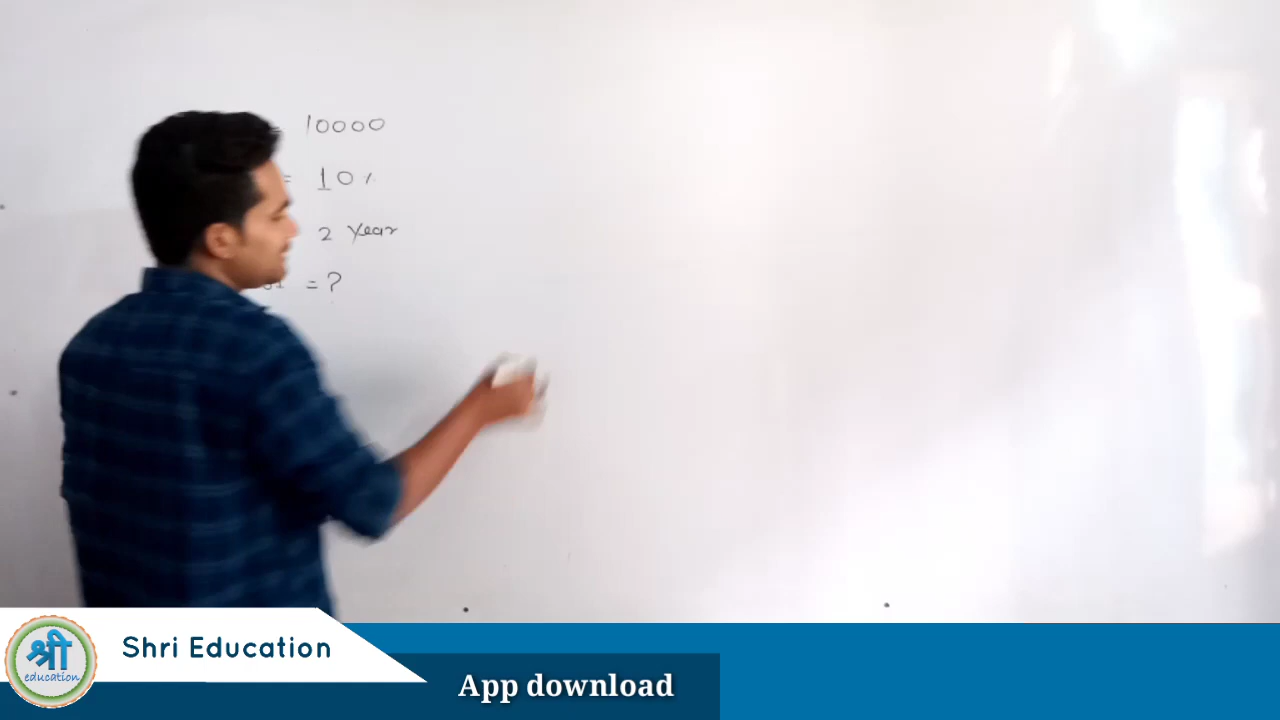 = 10000
= 10%
2 Year
= ?
श्री
education
Shri Education
App download